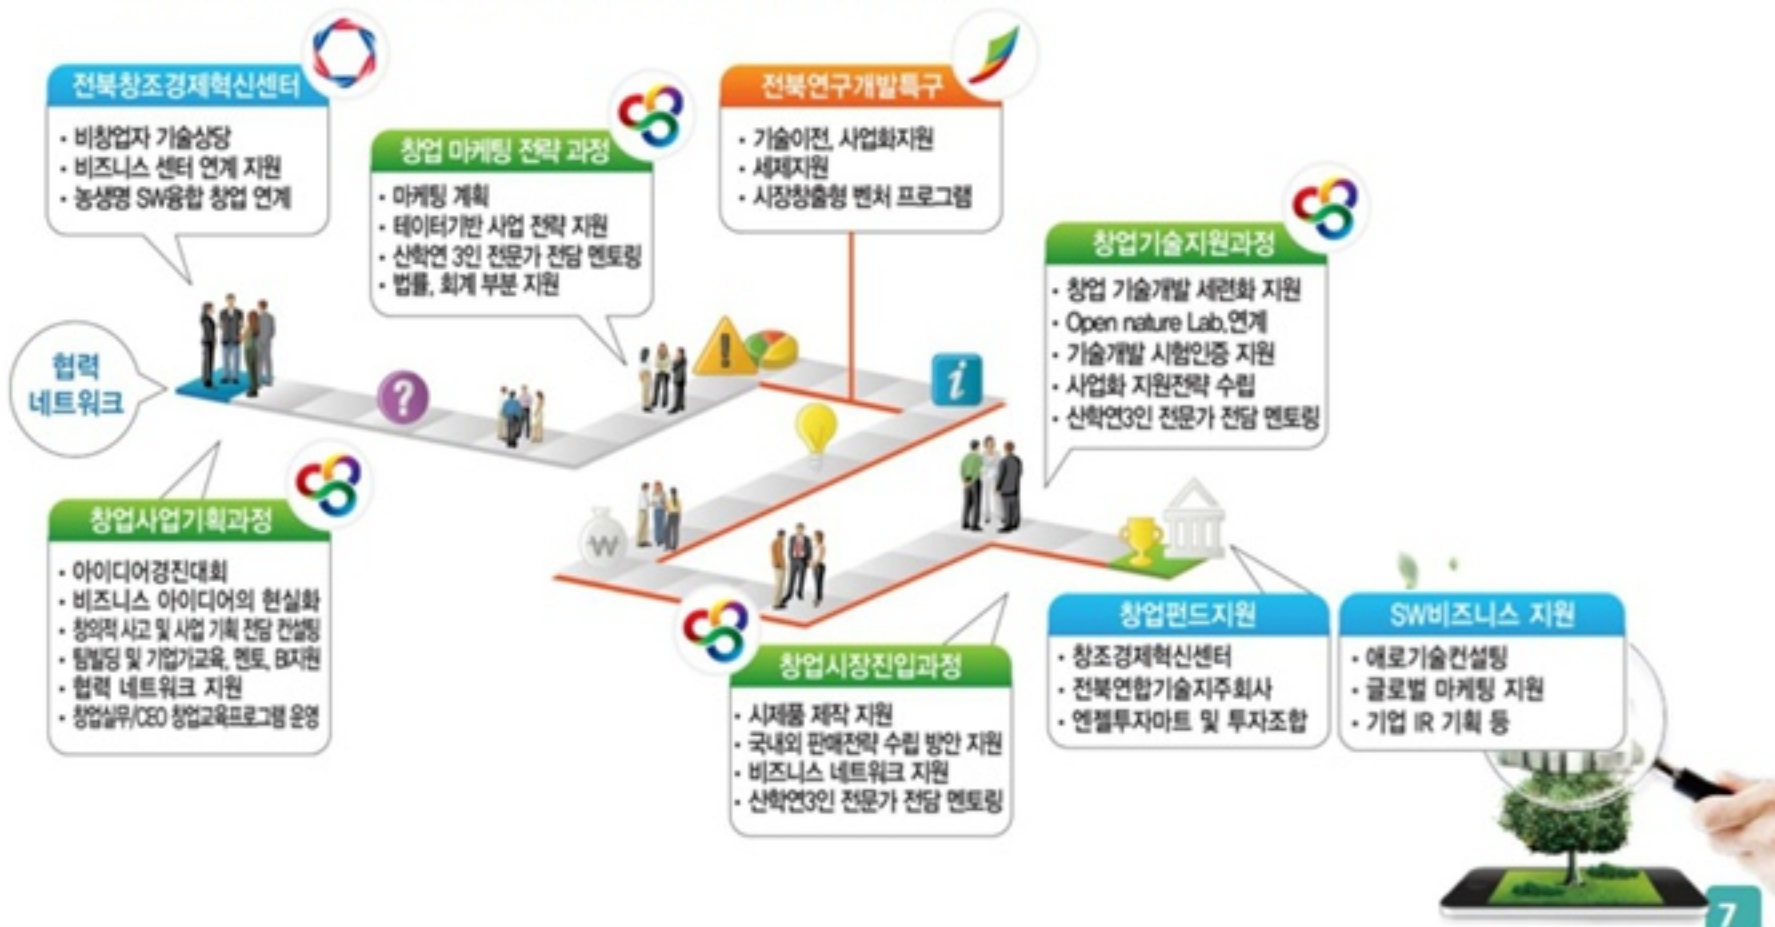 전북창조경제혁신센터
· 비창업자 기술상담
· 비즈니스 센터 연계 지원
· 농생명 SW융합 창업 연계
창업 마케팅 전략 과정
· 마케팅 계획
· 테이터기반 사업 전략 지원
· 산학연 3인 전문가 전담 멘토링
· 법률, 회계 부분 지원
전북연구개발특구
· 기술이전, 사업화지원
· 세제지원
· 시장창출형 벤처 프로그램
창업기술지원과정
· 창업 기술개발 세련화 지원
· Open nature Lab.연계
· 기술개발 시험인증 지원
· 사업화 지원전략 수립
· 산학연3인 전문가 전담 멘토링
협력
네트워크
?
i
₩
창업사업기획과정
· 아이디어경진대회
· 비즈니스 아이디어의 현실화
· 창의적 사고 및 사업 기획 전담 컨설팅
· 팀빌딩 및 기업가교육, 멘토, BI지원
· 협력 네트워크 지원
· 창업실무/CEO 창업교육프로그램 운영
창업시장진입과정
· 시제품 제작 지원
· 국내외 판매전략 수립 방안 지원
· 비즈니스 네트워크 지원
· 산학연3인 전문가 전담 멘토링
창업펀드지원
· 창조경제혁신센터
· 전북연합기술지주회사
· 엔젤투자마트 및 투자조합
SW비즈니스 지원
· 애로기술컨설팅
· 글로벌 마케팅 지원
· 기업 IR 기획 등
7